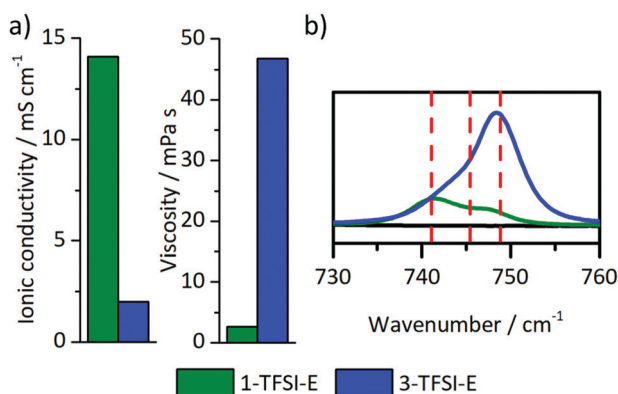 a)
Ionic conductivity / mS cm⁻¹
15
10
5
0
Viscosity / mPa s
50
40
30
20
10
0
b)
730 740 750 760
Wavenumber / cm⁻¹
1-TFSI-E 3-TFSI-E